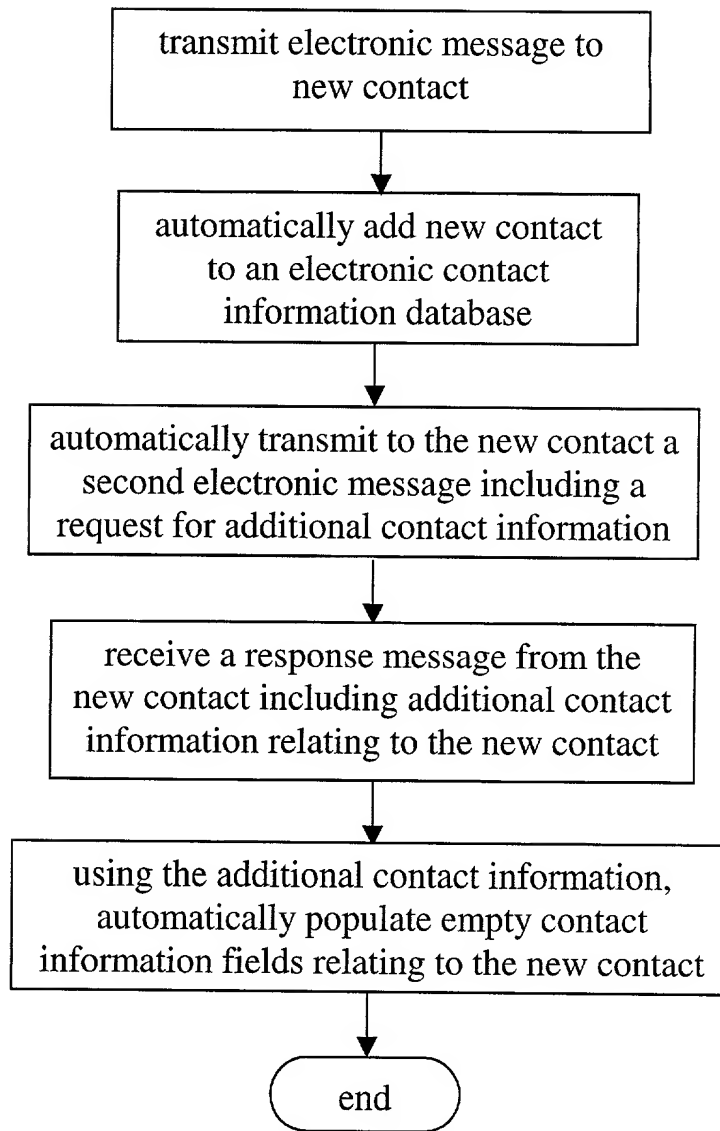 transmit electronic message to
new contact
automatically add new contact
to an electronic contact
information database
automatically transmit to the new contact a
second electronic message including a
request for additional contact information
receive a response message from the
new contact including additional contact
information relating to the new contact
using the additional contact information,
automatically populate empty contact
information fields relating to the new contact
end